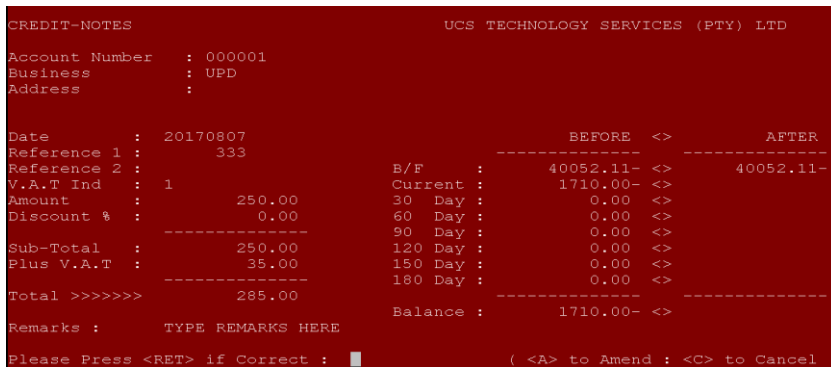 CREDIT-NOTES UCS TECHNOLOGY SERVICES (PTY) LTD
Account Number : 000001
Business : UPD
Address :
Date : 20170807 BEFORE <> AFTER
Reference 1 : 333 -------------- --------------
Reference 2 : B/F : 40052.11- <> 40052.11-
V.A.T Ind : 1 Current : 1710.00- <>
Amount : 250.00 30 Day : 0.00 <>
Discount % : 0.00 60 Day : 0.00 <>
-------------- 90 Day : 0.00 <>
Sub-Total : 250.00 120 Day : 0.00 <>
Plus V.A.T : 35.00 150 Day : 0.00 <>
-------------- 180 Day : 0.00 <>
Total >>>>>>> 285.00 -------------- --------------
Balance : 1710.00- <>
Remarks : TYPE REMARKS HERE
Please Press <RET> if Correct : ( <A> to Amend : <C> to Cancel